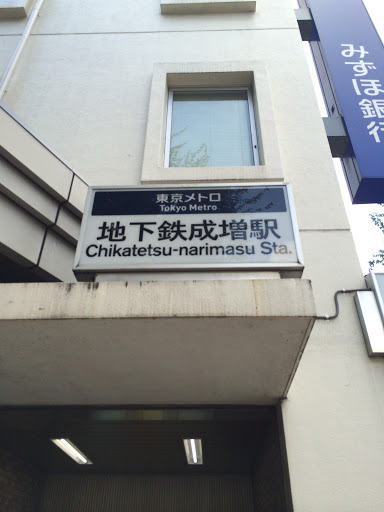 みずほ銀行
東京メトロ
Tokyo Metro
地下鉄成増駅
Chikatetsu-narimasu Sta.